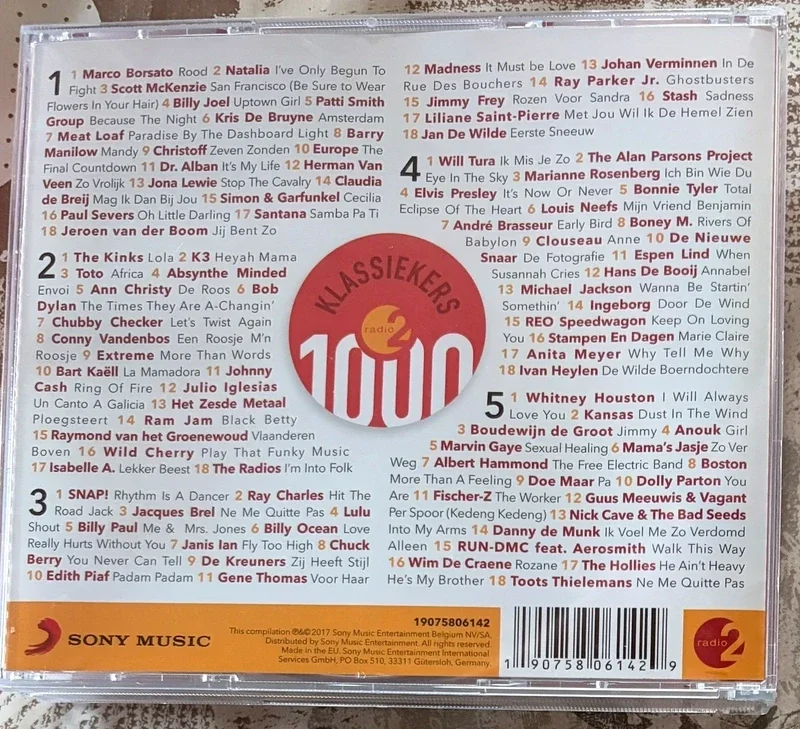 1 1 Marco Borsato Rood 2 Natalia I've Only Begun To
Fight 3 Scott McKenzie San Francisco (Be Sure to Wear
Flowers In Your Hair) 4 Billy Joel Uptown Girl 5 Patti Smith
Group Because The Night 6 Kris De Bruyne Amsterdam
7 Meat Loaf Paradise By The Dashboard Light 8 Barry
Manilow Mandy 9 Christoff Zeven Zonden 10 Europe The
Final Countdown 11 Dr. Alban It's My Life 12 Herman Van
Veen Zo Vrolijk 13 Jona Lewie Stop The Cavalry 14 Claudia
de Breij Mag Ik Dan Bij Jou 15 Simon & Garfunkel Cecilia
16 Paul Severs Oh Little Darling 17 Santana Samba Pa Ti
18 Jeroen van der Boom Jij Bent Zo
2 1 The Kinks Lola 2 K3 Heyah Mama
3 Toto Africa 4 Absynthe Minded
Envoi 5 Ann Christy De Roos 6 Bob
Dylan The Times They Are A-Changin'
7 Chubby Checker Let's Twist Again
8 Conny Vandenbos Een Roosje M'n
Roosje 9 Extreme More Than Words
10 Bart Kaëll La Mamadora 11 Johnny
Cash Ring Of Fire 12 Julio Iglesias
Un Canto A Galicia 13 Het Zesde Metaal
Ploegsteert 14 Ram Jam Black Betty
15 Raymond van het Groenewoud Vlaanderen
Boven 16 Wild Cherry Play That Funky Music
17 Isabelle A. Lekker Beest 18 The Radios I'm Into Folk
3 1 SNAP! Rhythm Is A Dancer 2 Ray Charles Hit The
Road Jack 3 Jacques Brel Ne Me Quitte Pas 4 Lulu
Shout 5 Billy Paul Me & Mrs. Jones 6 Billy Ocean Love
Really Hurts Without You 7 Janis Ian Fly Too High 8 Chuck
Berry You Never Can Tell 9 De Kreuners Zij Heeft Stijl
10 Edith Piaf Padam Padam 11 Gene Thomas Voor Haar
12 Madness It Must be Love 13 Johan Verminnen In De
Rue Des Bouchers 14 Ray Parker Jr. Ghostbusters
15 Jimmy Frey Rozen Voor Sandra 16 Stash Sadness
17 Liliane Saint-Pierre Met Jou Wil Ik De Hemel Zien
18 Jan De Wilde Eerste Sneeuw
4 1 Will Tura Ik Mis Je Zo 2 The Alan Parsons Project
Eye In The Sky 3 Marianne Rosenberg Ich Bin Wie Du
4 Elvis Presley It's Now Or Never 5 Bonnie Tyler Total
Eclipse Of The Heart 6 Louis Neefs Mijn Vriend Benjamin
7 André Brasseur Early Bird 8 Boney M. Rivers Of
Babylon 9 Clouseau Anne 10 De Nieuwe
Snaar De Fotografie 11 Espen Lind When
Susannah Cries 12 Hans De Booij Annabel
13 Michael Jackson Wanna Be Startin'
Somethin' 14 Ingeborg Door De Wind
15 REO Speedwagon Keep On Loving
You 16 Stampen En Dagen Marie Claire
17 Anita Meyer Why Tell Me Why
18 Ivan Heylen De Wilde Boerndochtere
5 1 Whitney Houston I Will Always
Love You 2 Kansas Dust In The Wind
3 Boudewijn de Groot Jimmy 4 Anouk Girl
5 Marvin Gaye Sexual Healing 6 Mama's Jasje Zo Ver
Weg 7 Albert Hammond The Free Electric Band 8 Boston
More Than A Feeling 9 Doe Maar Pa 10 Dolly Parton You
Are 11 Fischer-Z The Worker 12 Guus Meeuwis & Vagant
Per Spoor (Kedeng Kedeng) 13 Nick Cave & The Bad Seeds
Into My Arms 14 Danny de Munk Ik Voel Me Zo Verdomd
Alleen 15 RUN-DMC feat. Aerosmith Walk This Way
16 Wim De Craene Rozane 17 The Hollies He Ain't Heavy
He's My Brother 18 Toots Thielemans Ne Me Quitte Pas
KLASSIEKERS
radio 2
1000
SONY MUSIC
This compilation ℗&© 2017 Sony Music Entertainment Belgium NV/SA.
Distributed by Sony Music Entertainment. All rights reserved.
Made in the EU. Sony Music Entertainment International
Services GmbH, PO Box 510, 33311 Gütersloh, Germany.
19075806142
1 90758 06142 9
radio 2